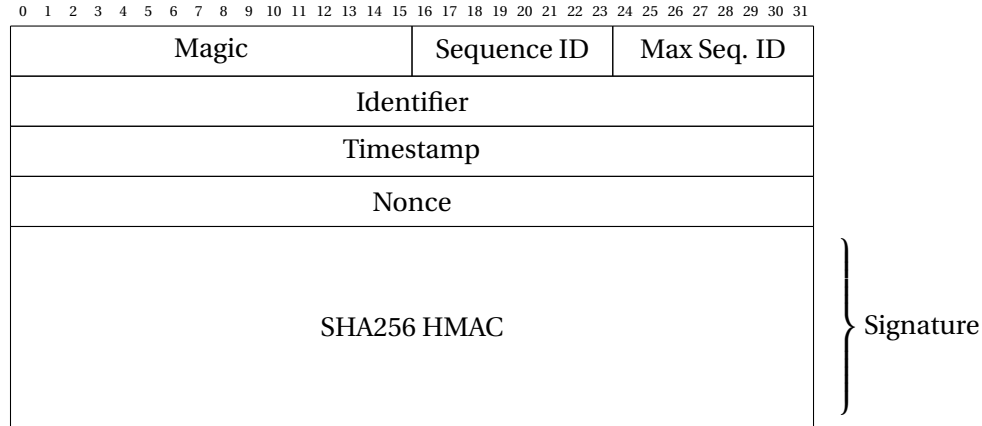 0 1 2 3 4 5 6 7 8 9 10 11 12 13 14 15 16 17 18 19 20 21 22 23 24 25 26 27 28 29 30 31
Magic Sequence ID Max Seq. ID
Identifier
Timestamp
Nonce
SHA256 HMAC Signature